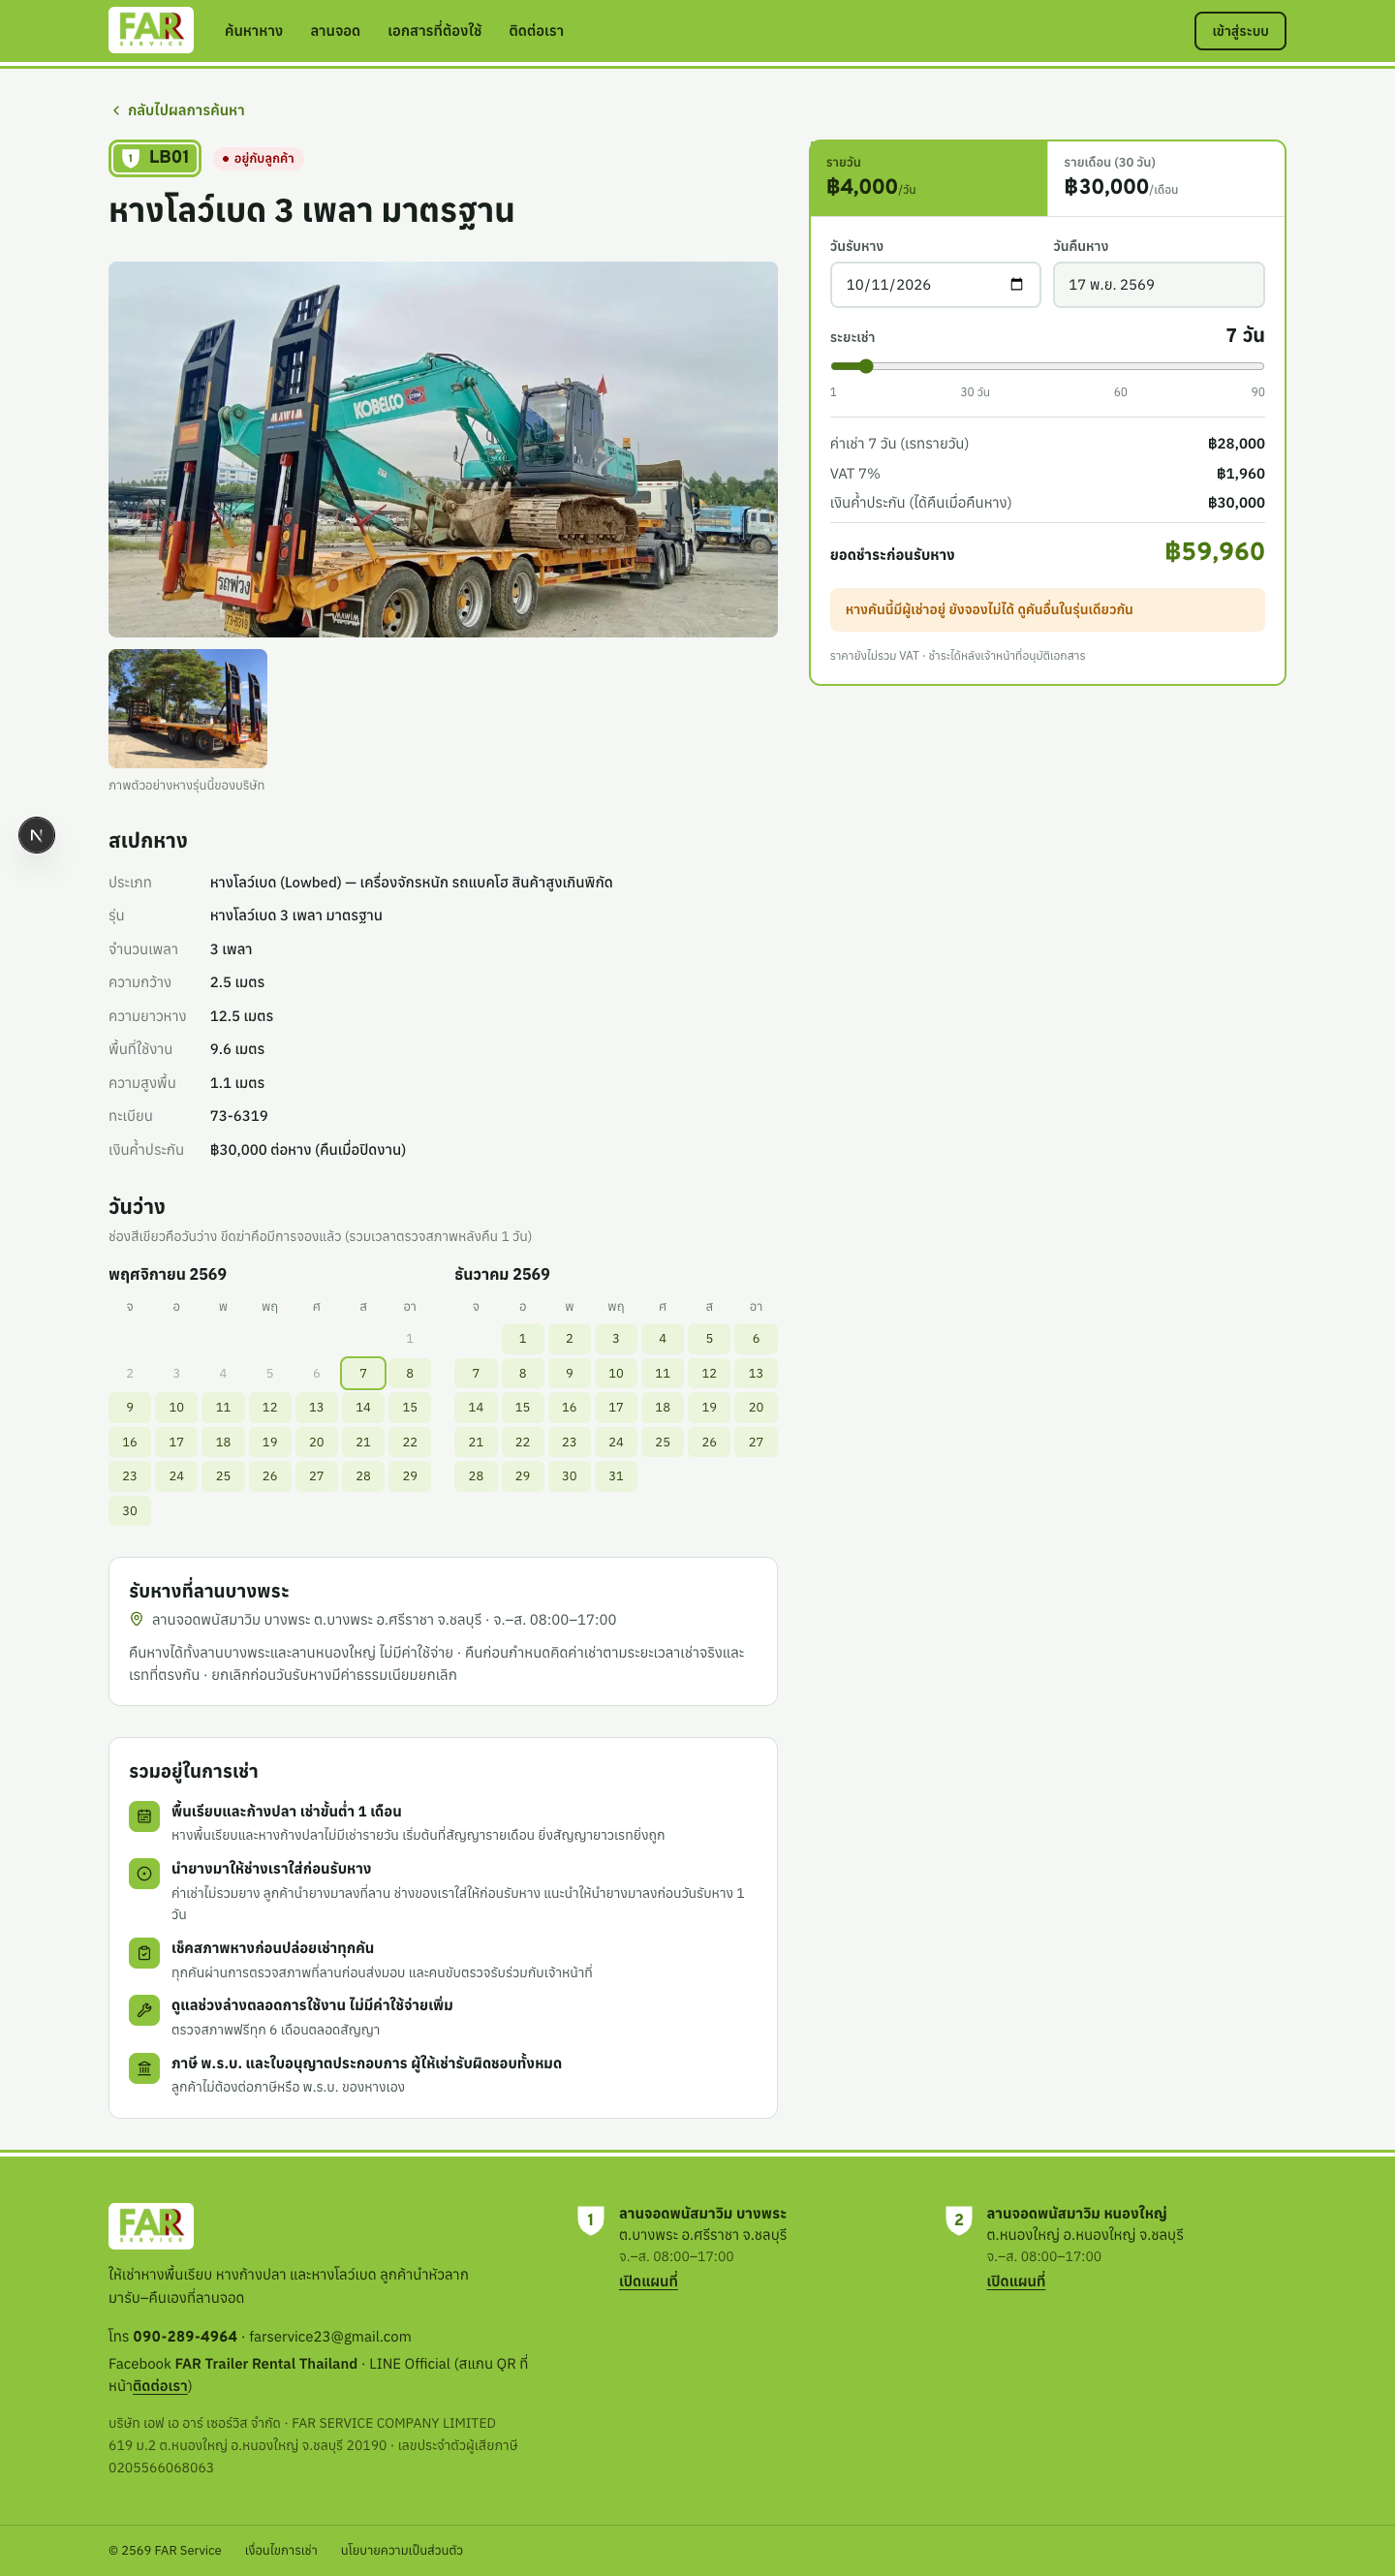 FAR
SERVICE
ค้นหาหาง
ลานจอด
เอกสารที่ต้องใช้
ติดต่อเรา
เข้าสู่ระบบ
กลับไปผลการค้นหา
1 LB01
อยู่กับลูกค้า
หางโลว์เบด 3 เพลา มาตรฐาน
KOBELCO
รถพ่วง
ภาพตัวอย่างหางรุ่นนี้ของบริษัท
รายวัน
฿4,000/วัน
รายเดือน (30 วัน)
฿30,000/เดือน
วันรับหาง
วันคืนหาง
10/11/2026
17 พ.ย. 2569
ระยะเช่า
7 วัน
1
30 วัน
60
90
ค่าเช่า 7 วัน (เรทรายวัน)
฿28,000
VAT 7%
฿1,960
เงินค้ำประกัน (ได้คืนเมื่อคืนหาง)
฿30,000
ยอดชำระก่อนรับหาง
฿59,960
หางคันนี้มีผู้เช่าอยู่ ยังจองไม่ได้ ดูคันอื่นในรุ่นเดียวกัน
ราคายังไม่รวม VAT · ชำระได้หลังเจ้าหน้าที่อนุมัติเอกสาร
N
สเปกหาง
ประเภท หางโลว์เบด (Lowbed) — เครื่องจักรหนัก รถแบคโฮ สินค้าสูงเกินพิกัด
รุ่น หางโลว์เบด 3 เพลา มาตรฐาน
จำนวนเพลา 3 เพลา
ความกว้าง 2.5 เมตร
ความยาวหาง 12.5 เมตร
พื้นที่ใช้งาน 9.6 เมตร
ความสูงพื้น 1.1 เมตร
ทะเบียน 73-6319
เงินค้ำประกัน ฿30,000 ต่อหาง (คืนเมื่อปิดงาน)
วันว่าง
ช่องสีเขียวคือวันว่าง ขีดฆ่าคือมีการจองแล้ว (รวมเวลาตรวจสภาพหลังคืน 1 วัน)
พฤศจิกายน 2569
จ อ พ พฤ ศ ส อา
1
2 3 4 5 6 7 8
9 10 11 12 13 14 15
16 17 18 19 20 21 22
23 24 25 26 27 28 29
30
ธันวาคม 2569
จ อ พ พฤ ศ ส อา
1 2 3 4 5 6
7 8 9 10 11 12 13
14 15 16 17 18 19 20
21 22 23 24 25 26 27
28 29 30 31
รับหางที่ลานบางพระ
ลานจอดพนัสมาวิม บางพระ ต.บางพระ อ.ศรีราชา จ.ชลบุรี · จ.–ส. 08:00–17:00
คืนหางได้ทั้งลานบางพระและลานหนองใหญ่ ไม่มีค่าใช้จ่าย · คืนก่อนกำหนดคิดค่าเช่าตามระยะเวลาเช่าจริงและ
เรทที่ตรงกัน · ยกเลิกก่อนวันรับหางมีค่าธรรมเนียมยกเลิก
รวมอยู่ในการเช่า
พื้นเรียบและก้างปลา เช่าขั้นต่ำ 1 เดือน
หางพื้นเรียบและหางก้างปลาไม่มีเช่ารายวัน เริ่มต้นที่สัญญารายเดือน ยิ่งสัญญายาวเรทยิ่งถูก
นำยางมาให้ช่างเราใส่ก่อนรับหาง
ค่าเช่าไม่รวมยาง ลูกค้านำยางมาลงที่ลาน ช่างของเราใส่ให้ก่อนรับหาง แนะนำให้นำยางมาลงก่อนวันรับหาง 1
วัน
เช็คสภาพหางก่อนปล่อยเช่าทุกคัน
ทุกคันผ่านการตรวจสภาพที่ลานก่อนส่งมอบ และคนขับตรวจรับร่วมกับเจ้าหน้าที่
ดูแลช่วงล่างตลอดการใช้งาน ไม่มีค่าใช้จ่ายเพิ่ม
ตรวจสภาพฟรีทุก 6 เดือนตลอดสัญญา
ภาษี พ.ร.บ. และใบอนุญาตประกอบการ ผู้ให้เช่ารับผิดชอบทั้งหมด
ลูกค้าไม่ต้องต่อภาษีหรือ พ.ร.บ. ของหางเอง
FAR
SERVICE
ให้เช่าหางพื้นเรียบ หางก้างปลา และหางโลว์เบด ลูกค้านำหัวลาก
มารับ–คืนเองที่ลานจอด
โทร 090-289-4964 · farservice23@gmail.com
Facebook FAR Trailer Rental Thailand · LINE Official (สแกน QR ที่
หน้าติดต่อเรา)
บริษัท เอฟ เอ อาร์ เซอร์วิส จำกัด · FAR SERVICE COMPANY LIMITED
619 ม.2 ต.หนองใหญ่ อ.หนองใหญ่ จ.ชลบุรี 20190 · เลขประจำตัวผู้เสียภาษี
0205566068063
1
ลานจอดพนัสมาวิม บางพระ
ต.บางพระ อ.ศรีราชา จ.ชลบุรี
จ.–ส. 08:00–17:00
เปิดแผนที่
2
ลานจอดพนัสมาวิม หนองใหญ่
ต.หนองใหญ่ อ.หนองใหญ่ จ.ชลบุรี
จ.–ส. 08:00–17:00
เปิดแผนที่
© 2569 FAR Service
เงื่อนไขการเช่า
นโยบายความเป็นส่วนตัว